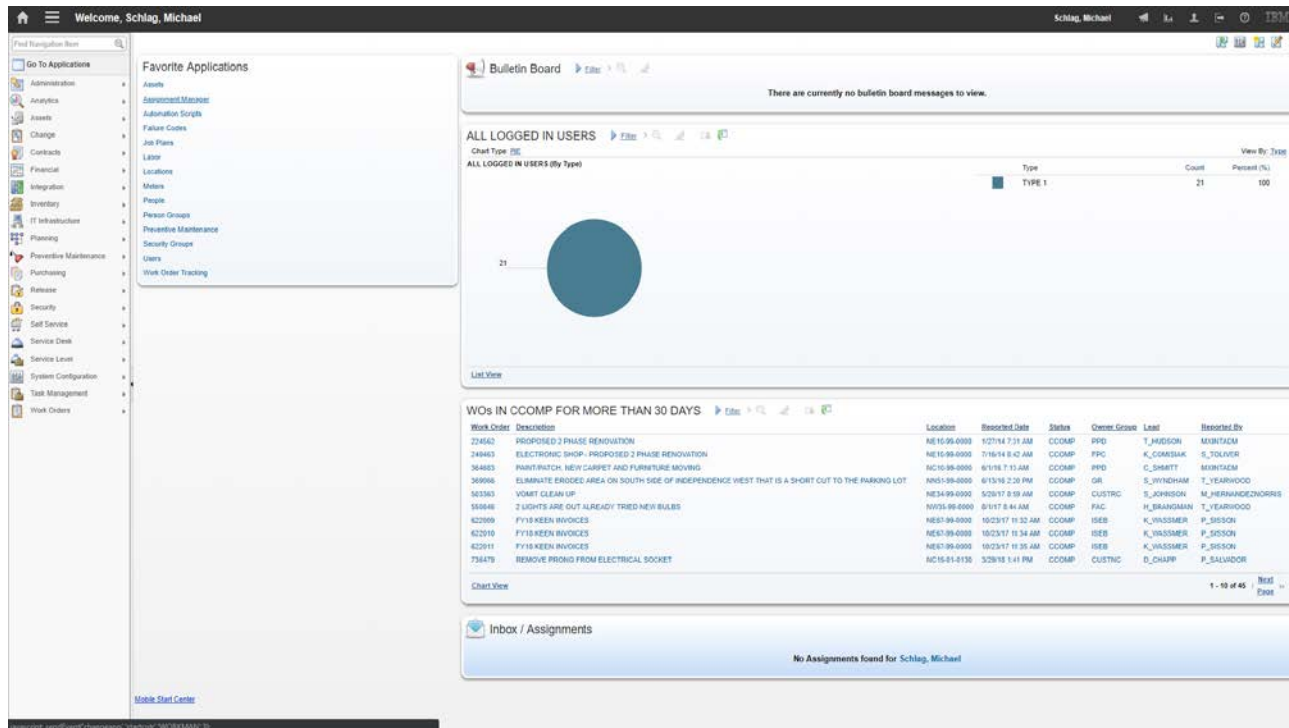 Welcome, Schlag, Michael
Schlag, Michael
IBM
Find Navigation Item
Go To Applications
Administration
Analytics
Assets
Change
Contracts
Financial
Integration
Inventory
IT Infrastructure
Planning
Preventive Maintenance
Purchasing
Release
Security
Self Service
Service Desk
Service Level
System Configuration
Task Management
Work Orders
Favorite Applications
Assets
Assignment Manager
Automation Scripts
Failure Codes
Job Plans
Labor
Locations
Meters
People
Person Groups
Preventive Maintenance
Security Groups
Users
Work Order Tracking
Mobile Start Center
Bulletin Board Filter
There are currently no bulletin board messages to view.
ALL LOGGED IN USERS Filter
Chart Type: PIE View By: Type
ALL LOGGED IN USERS (By Type)
Type Count Percent (%)
TYPE 1 21 100
21
List View
WOs IN CCOMP FOR MORE THAN 30 DAYS Filter
Work Order Description Location Reported Date Status Owner Group Lead Reported By
224562 PROPOSED 2 PHASE RENOVATION NE10-99-0000 1/27/14 7:31 AM CCOMP PPD T_HUDSON MXINTADM
ELECTRONIC SHOP - PROPOSED 2 PHASE RENOVATION NE10-99-0000 7/16/14 8:42 AM CCOMP S_TOLIVER
364683 PAINT/PATCH, NEW CARPET AND FURNITURE MOVING NC10-99-0000 6/1/16 7:13 AM CCOMP PPD C_SHMITT MXINTADM
369066 ELIMINATE ERODED AREA ON SOUTH SIDE OF INDEPENDENCE WEST THAT IS A SHORT CUT TO THE PARKING LOT NN51-99-0000 6/15/16 2:20 PM CCOMP GR S_WYNDHAM T_YEARWOOD
503363 VOMIT CLEAN UP NE34-99-0000 5/20/17 8:59 AM CCOMP CUSTRC S_JOHNSON M_HERNANDEZNORRIS
2 LIGHTS ARE OUT ALREADY TRIED NEW BULBS 8/1/17 8:44 AM CCOMP FAC H_BRANGMAN T_YEARWOOD
622009 FY18 KEEN INVOICES NE67-99-0000 10/23/17 11:32 AM CCOMP ISEB K_WASSMER P_SISSON
622010 FY18 KEEN INVOICES NE67-99-0000 10/23/17 11:34 AM CCOMP ISEB K_WASSMER P_SISSON
622011 FY18 KEEN INVOICES NE67-99-0000 10/23/17 11:35 AM CCOMP ISEB K_WASSMER P_SISSON
736479 REMOVE PRONG FROM ELECTRICAL SOCKET NC15-01-0130 3/29/18 1:41 PM CCOMP CUSTNC D_CHAPP P_SALVADOR
Chart View 1 - 10 of 45 Next Page
Inbox / Assignments
No Assignments found for Schlag, Michael